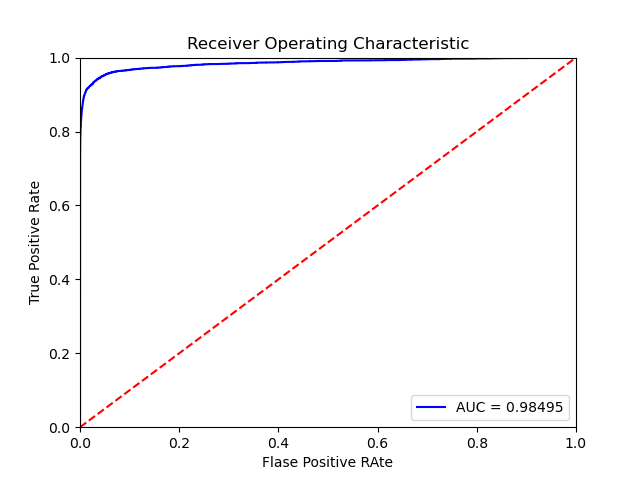 Receiver Operating Characteristic
1.0
0.8
0.6
0.4
0.2
0.0
True Positive Rate
AUC = 0.98495
0.0 0.2 0.4 0.6 0.8 1.0
Flase Positive RAte